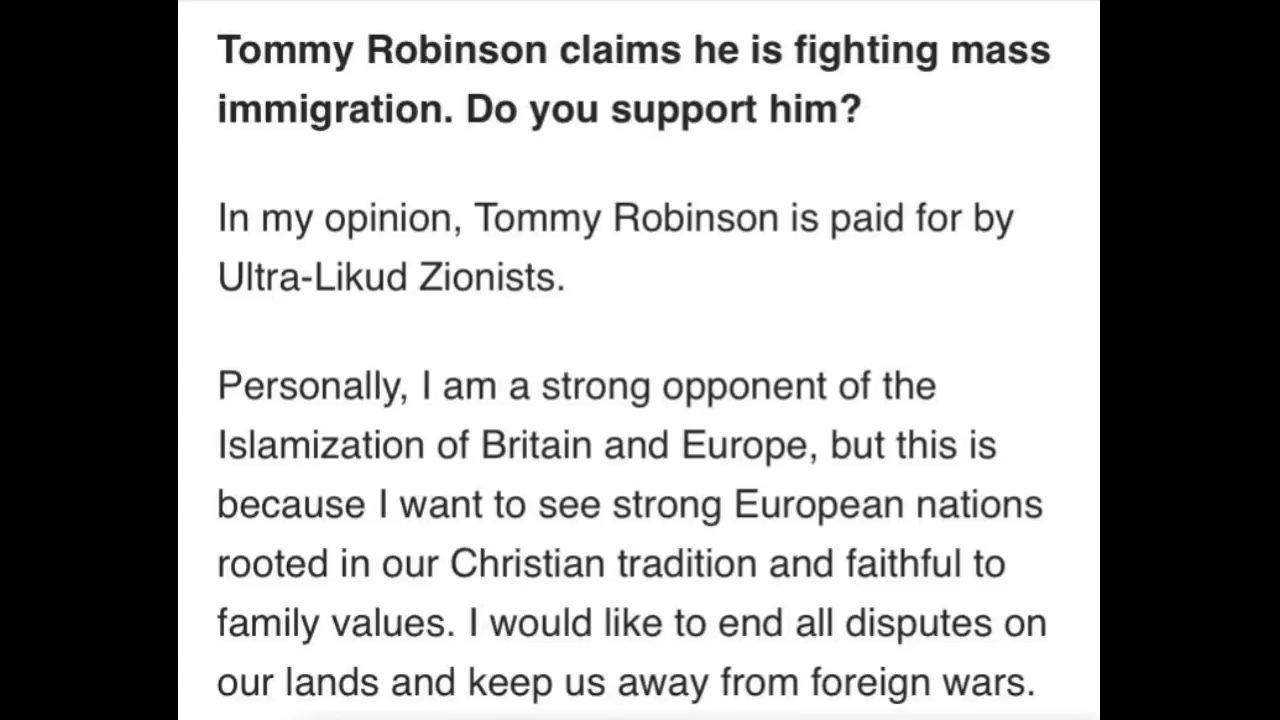 Tommy Robinson claims he is fighting mass
immigration. Do you support him?
In my opinion, Tommy Robinson is paid for by
Ultra-Likud Zionists.
Personally, I am a strong opponent of the
Islamization of Britain and Europe, but this is
because I want to see strong European nations
rooted in our Christian tradition and faithful to
family values. I would like to end all disputes on
our lands and keep us away from foreign wars.